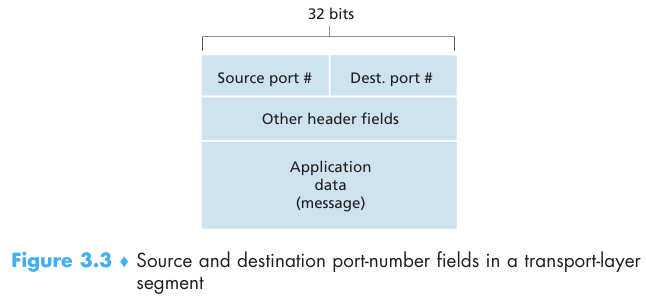 32 bits
Source port #
Dest. port #
Other header fields
Application
data
(message)
Figure 3.3 ♦ Source and destination port-number fields in a transport-layer
segment